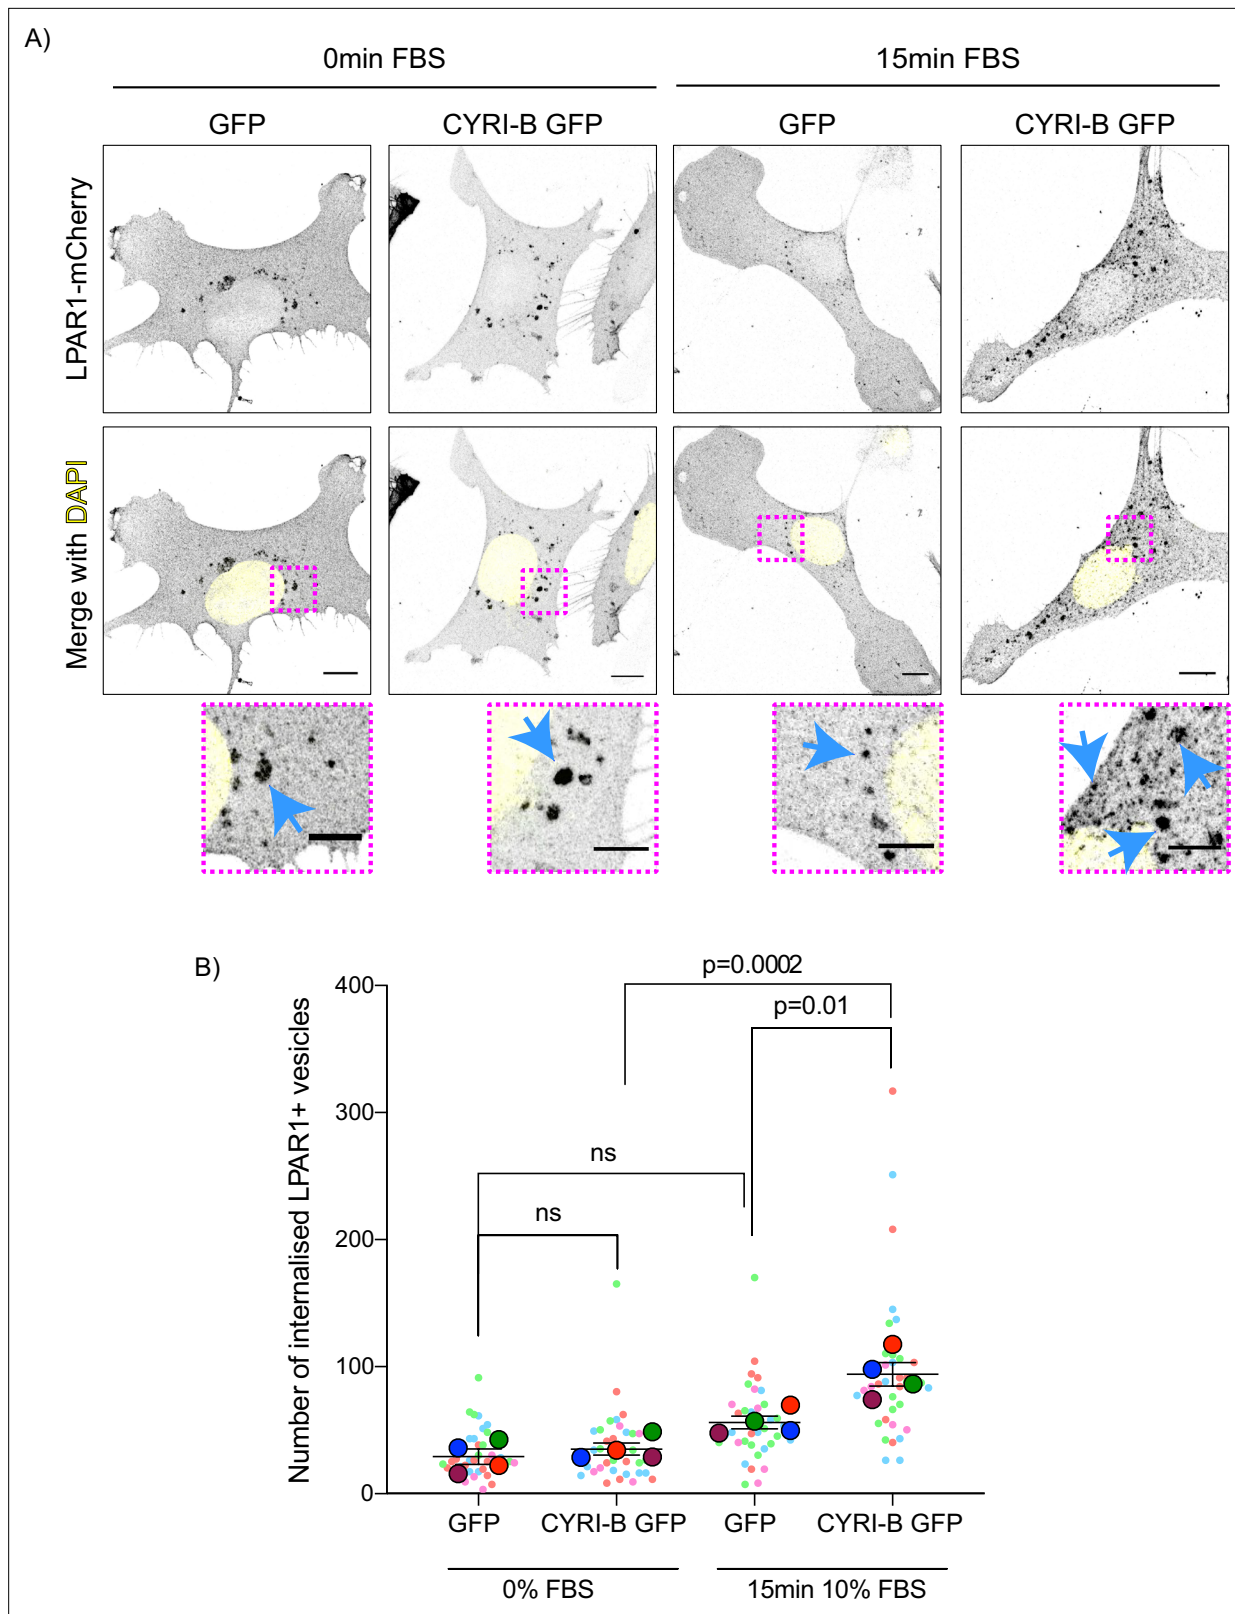 A)
0min FBS
15min FBS
GFP
CYRI-B GFP
GFP
CYRI-B GFP
LPAR1-mCherry
Merge with DAPI
B)
p=0.0002
p=0.01
ns
ns
Number of internalised LPAR1+ vesicles
400
300
200
100
0
GFP
CYRI-B GFP
GFP
CYRI-B GFP
0% FBS
15min 10% FBS